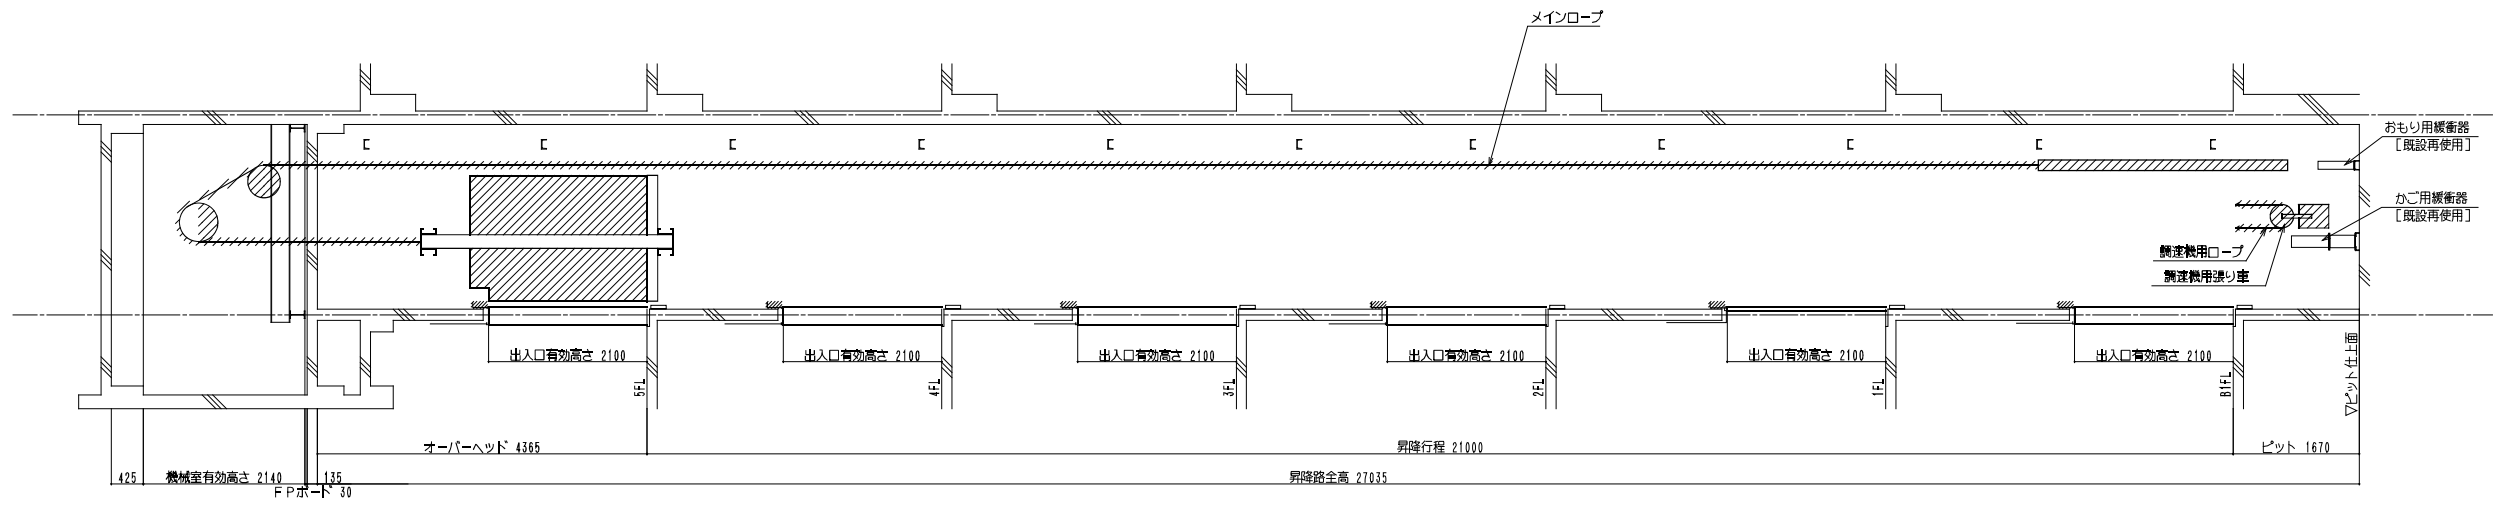 メインロープ
おもり用緩衝器
[既設再使用]
かご用緩衝器
[既設再使用]
調速機用ロープ
調速機用張り車
出入口有効高さ 2100
出入口有効高さ 2100
出入口有効高さ 2100
出入口有効高さ 2100
出入口有効高さ 2100
出入口有効高さ 2100
5FL
4FL
3FL
2FL
1FL
B1FL
▽ピット仕上面
オーバーヘッド 4365
昇降行程 21000
ピット 1670
425
機械室有効高さ 2140
135
昇降路全高 27035
FPボード 30